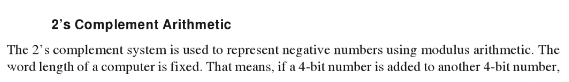 2's Complement Arithmetic
The 2's complement system is used to represent negative numbers using modulus arithmetic. The
word length of a computer is fixed. That means, if a 4-bit number is added to another 4-bit number,